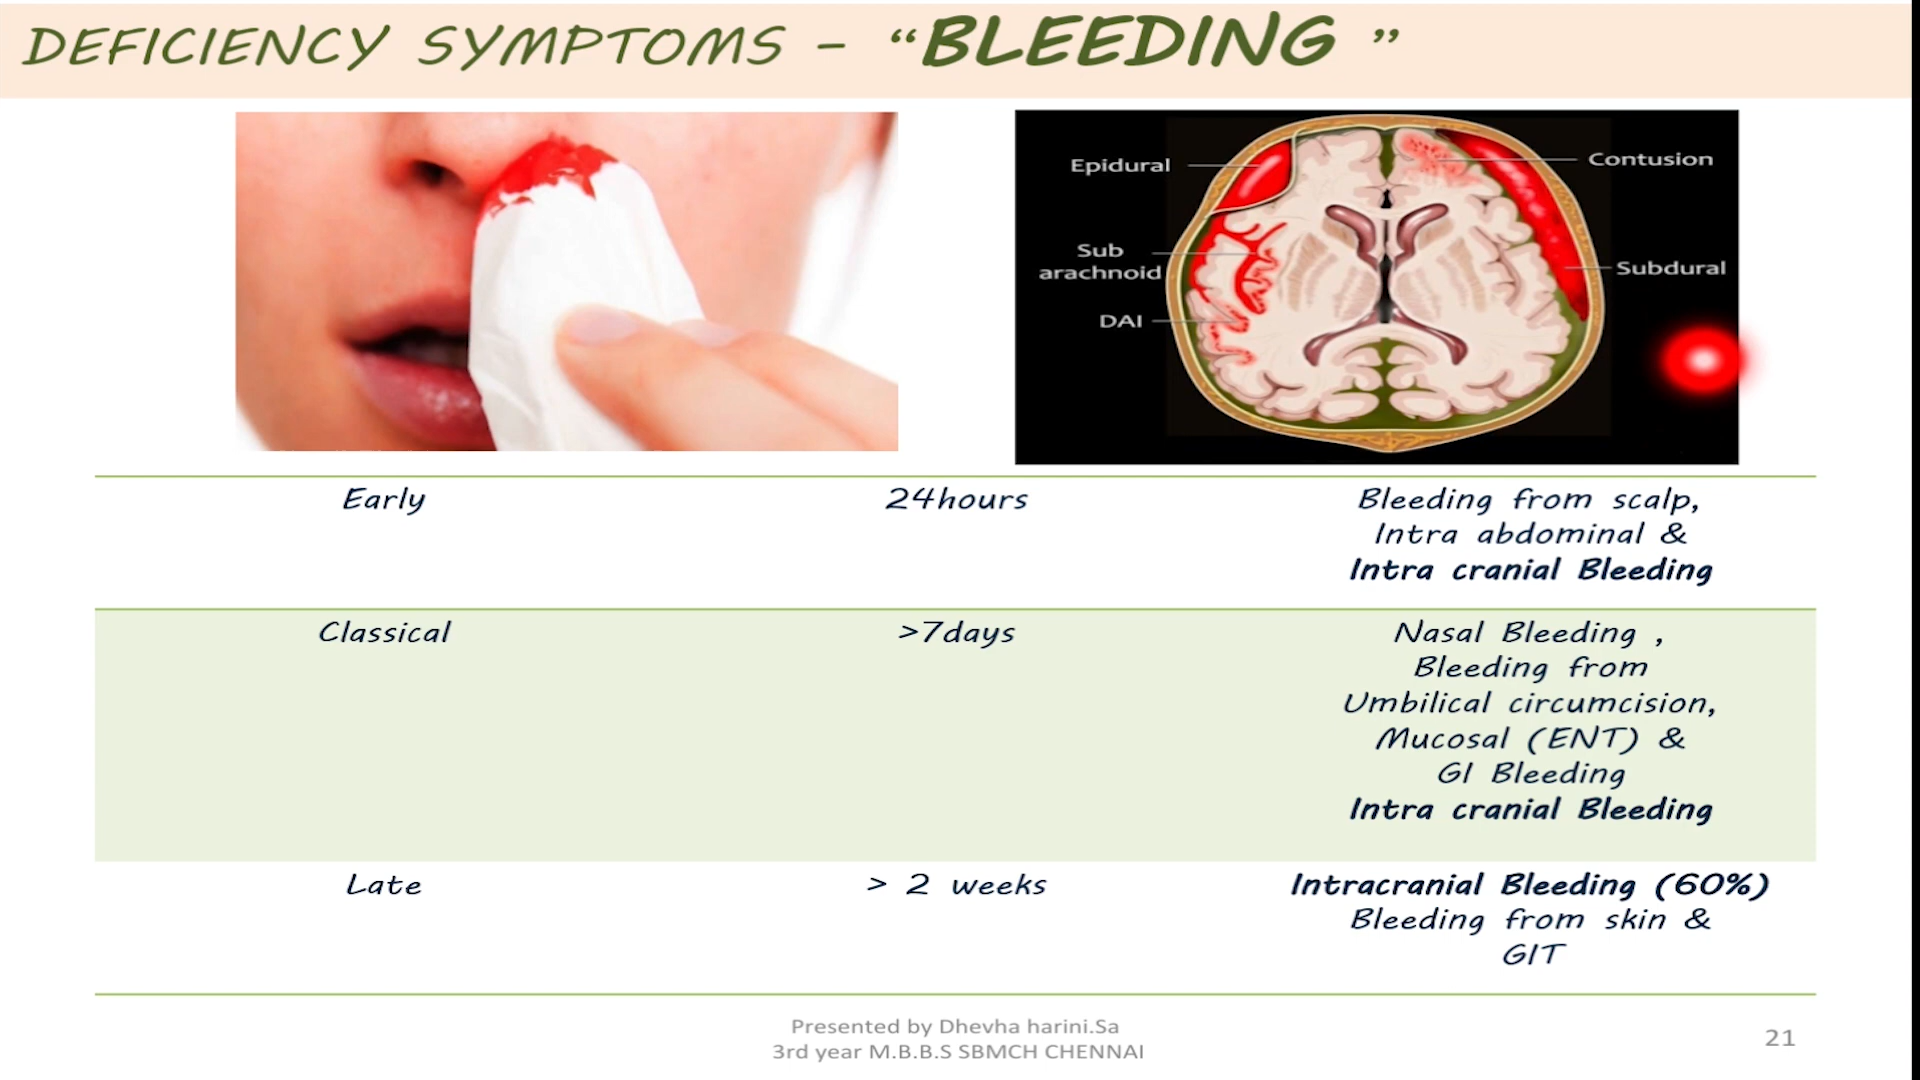 DEFICIENCY SYMPTOMS – “BLEEDING ”
Epidural
Contusion
Sub
arachnoid
Subdural
DAI
Early 24hours Bleeding from scalp,
Intra abdominal &
Intra cranial Bleeding
Classical >7days Nasal Bleeding ,
Bleeding from
Umbilical circumcision,
Mucosal (ENT) &
GI Bleeding
Intra cranial Bleeding
Late > 2 weeks Intracranial Bleeding (60%)
Bleeding from skin &
GIT
Presented by Dhevha harini.Sa
3rd year M.B.B.S SBMCH CHENNAI
21